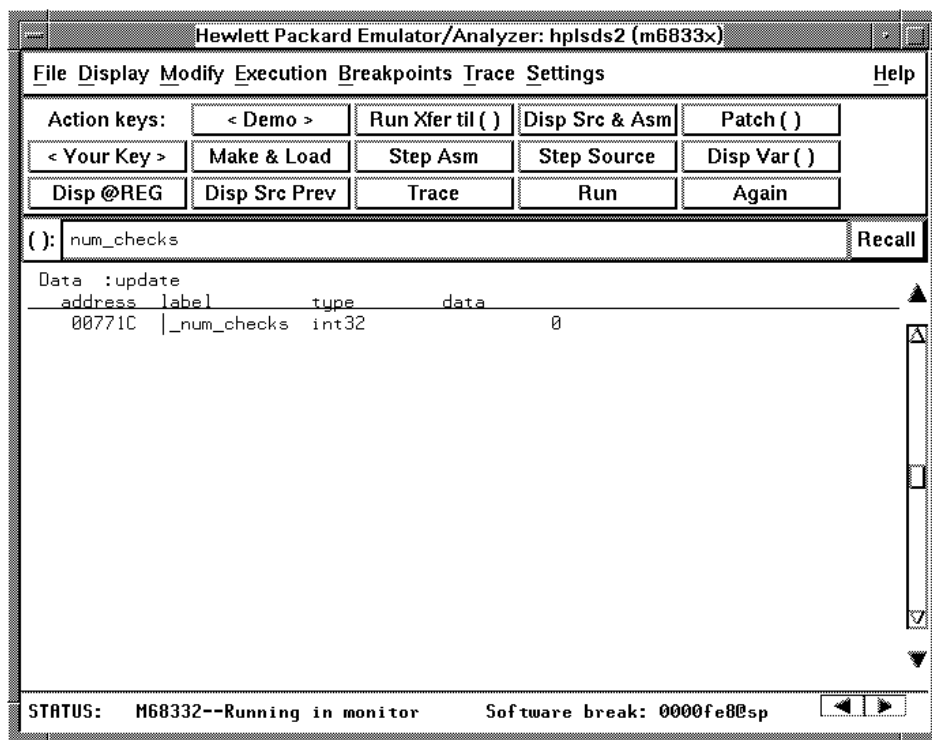 Hewlett Packard Emulator/Analyzer: hplsds2 (m6833x)
File Display Modify Execution Breakpoints Trace Settings Help
Action keys: < Demo > Run Xfer til ( ) Disp Src & Asm Patch ( )
< Your Key > Make & Load Step Asm Step Source Disp Var ( )
Disp @REG Disp Src Prev Trace Run Again
( ): num_checks Recall
Data :update
address label type data
00771C |_num_checks int32 0
STATUS: M68332--Running in monitor Software break: 0000fe8@sp